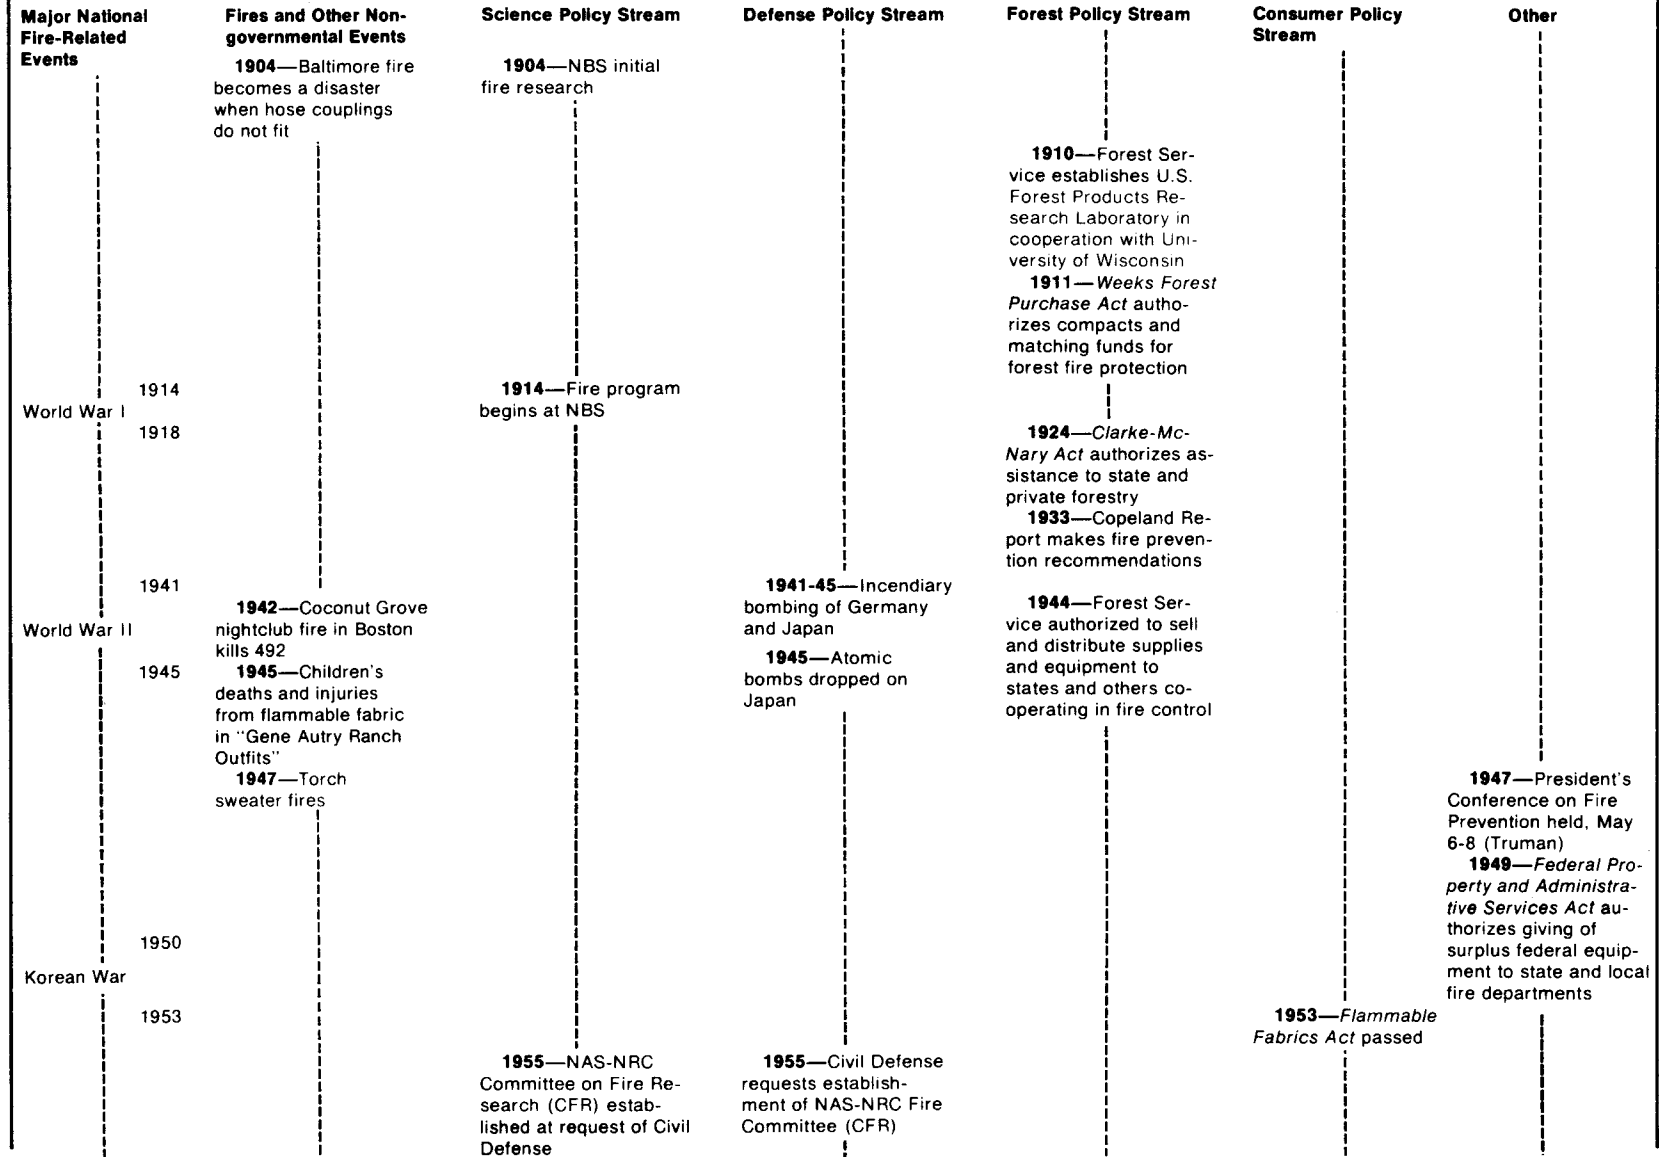 Major National
Fire-Related
Events
1914
World War I
1918
1941
World War II
1945
1950
Korean War
1953
Fires and Other Non-
governmental Events
1904—Baltimore fire
becomes a disaster
when hose couplings
do not fit
1942—Coconut Grove
nightclub fire in Boston
kills 492
1945—Children's
deaths and injuries
from flammable fabric
in "Gene Autry Ranch
Outfits"
1947—Torch
sweater fires
Science Policy Stream
1904—NBS initial
fire research
1914—Fire program
begins at NBS
1955—NAS-NRC
Committee on Fire Re-
search (CFR) estab-
lished at request of Civil
Defense
Defense Policy Stream
1941-45—Incendiary
bombing of Germany
and Japan
1945—Atomic
bombs dropped on
Japan
1955—Civil Defense
requests establish-
ment of NAS-NRC Fire
Committee (CFR)
Forest Policy Stream
1910—Forest Ser-
vice establishes U.S.
Forest Products Re-
search Laboratory in
cooperation with Uni-
versity of Wisconsin
1911—Weeks Forest
Purchase Act autho-
rizes compacts and
matching funds for
forest fire protection
1924—Clarke-Mc-
Nary Act authorizes as-
sistance to state and
private forestry
1933—Copeland Re-
port makes fire preven-
tion recommendations
1944—Forest Ser-
vice authorized to sell
and distribute supplies
and equipment to
states and others co-
operating in fire control
Consumer Policy
Stream
1953—Flammable
Fabrics Act passed
Other
1947—President's
Conference on Fire
Prevention held, May
6-8 (Truman)
1949—Federal Pro-
perty and Administra-
tive Services Act au-
thorizes giving of
surplus federal equip-
ment to state and local
fire departments